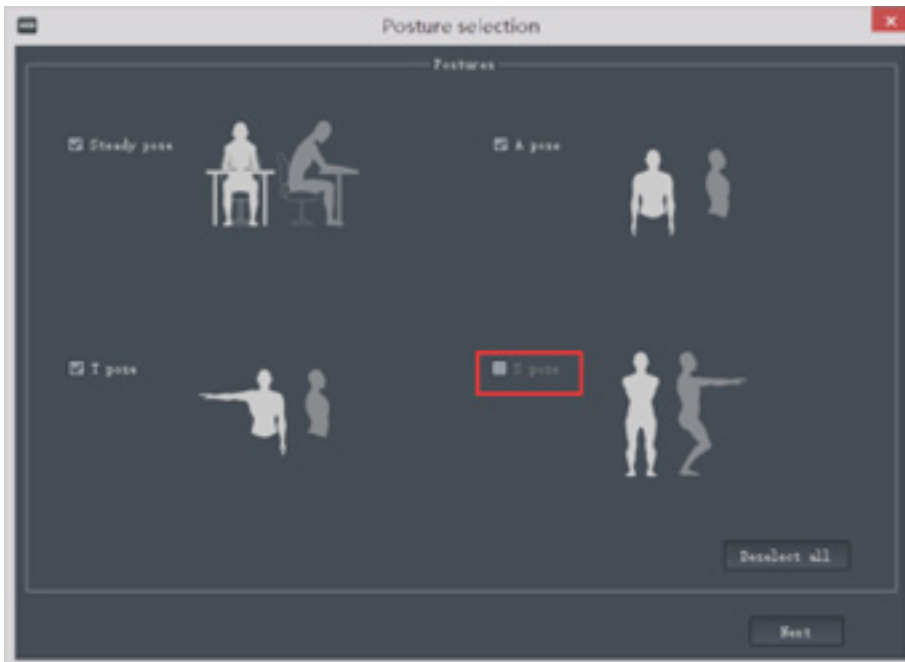 Posture selection
Postures
Steady pose
A pose
T pose
S pose
Deselect all
Next